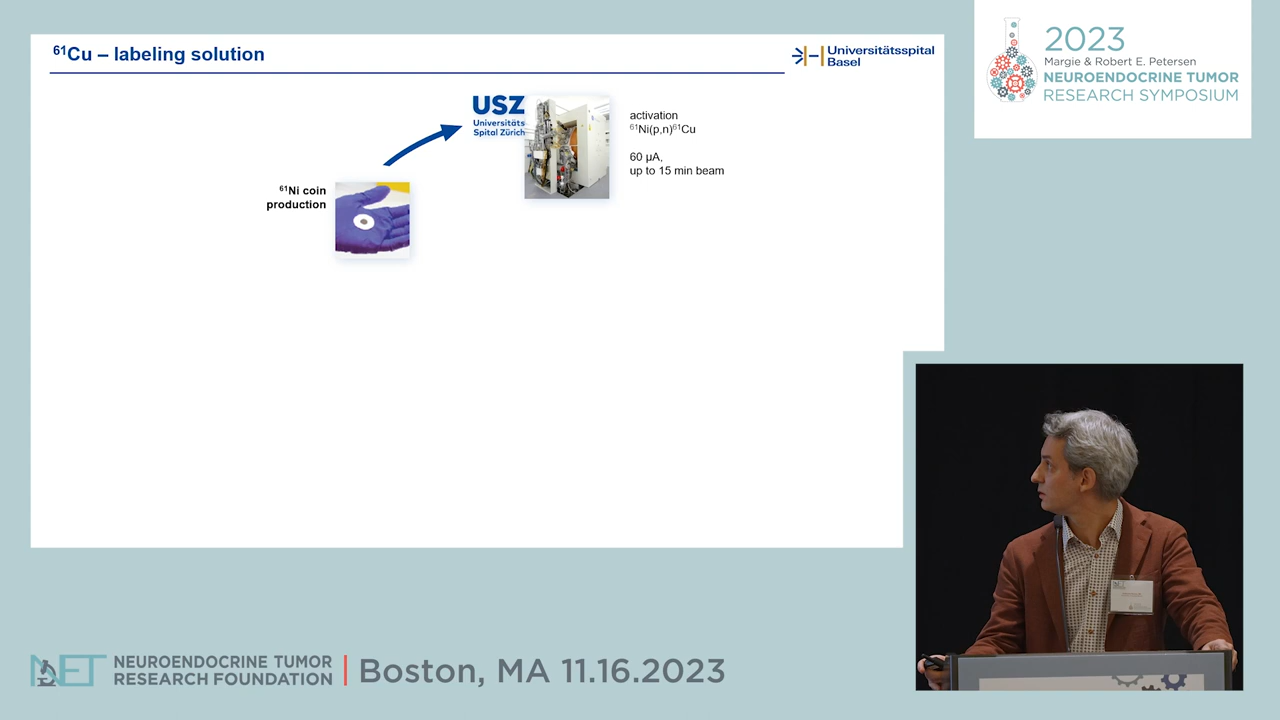 ⁶¹Cu – labeling solution
Universitätsspital
Basel
USZ
Universitäts
Spital Zürich
activation
⁶¹Ni(p,n)⁶¹Cu
60 µA,
up to 15 min beam
⁶¹Ni coin
production
2023
Margie & Robert E. Petersen
NEUROENDOCRINE TUMOR
RESEARCH SYMPOSIUM
NET
NEUROENDOCRINE TUMOR
RESEARCH FOUNDATION
Boston, MA 11.16.2023